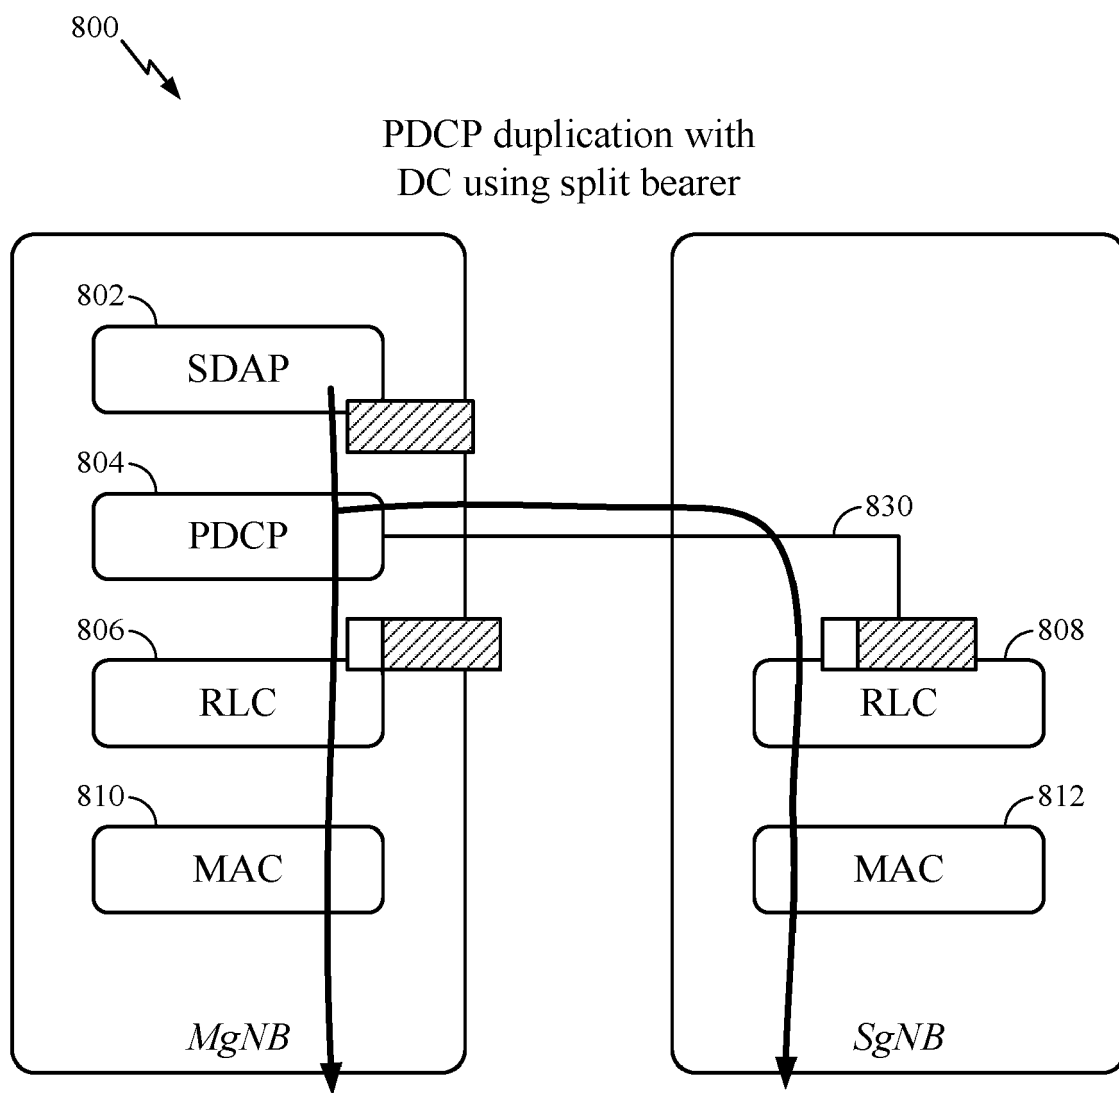 800
PDCP duplication with
DC using split bearer
802
SDAP
804
PDCP
830
806
RLC
808
RLC
810
MAC
812
MAC
MgNB
SgNB